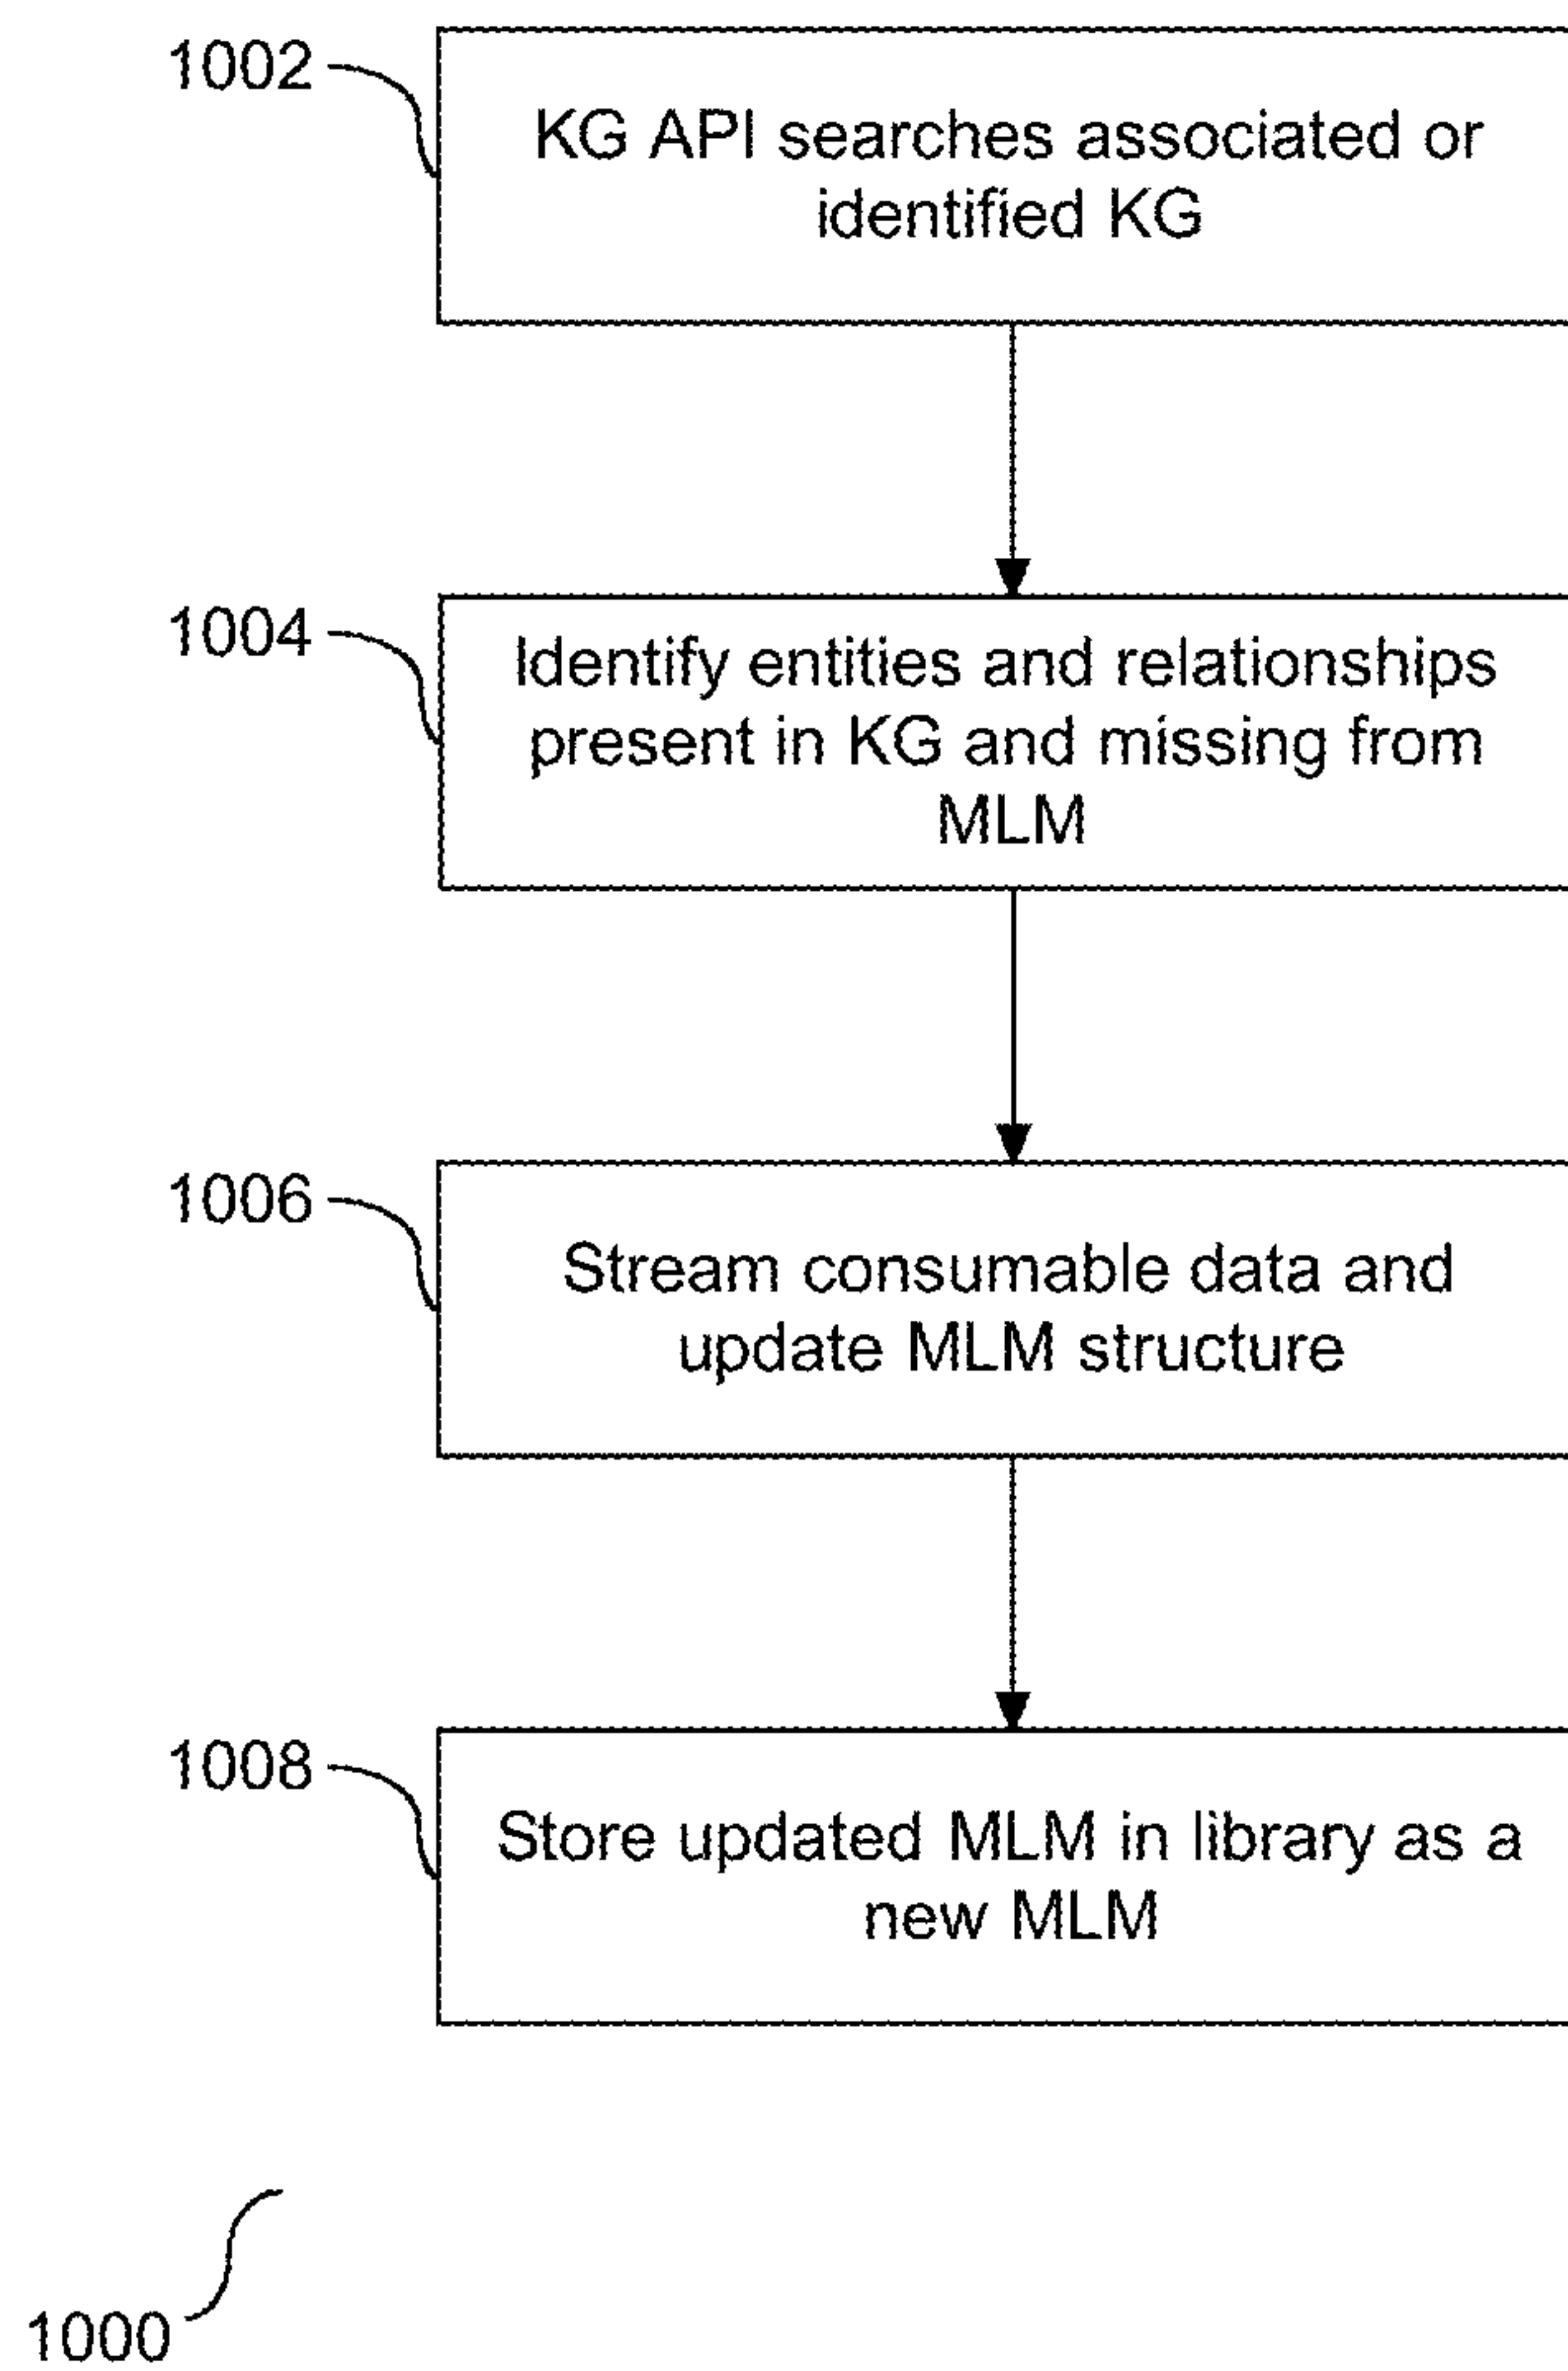 1002
KG API searches associated or
identified KG
1004
Identify entities and relationships
present in KG and missing from
MLM
1006
Stream consumable data and
update MLM structure
1008
Store updated MLM in library as a
new MLM
1000